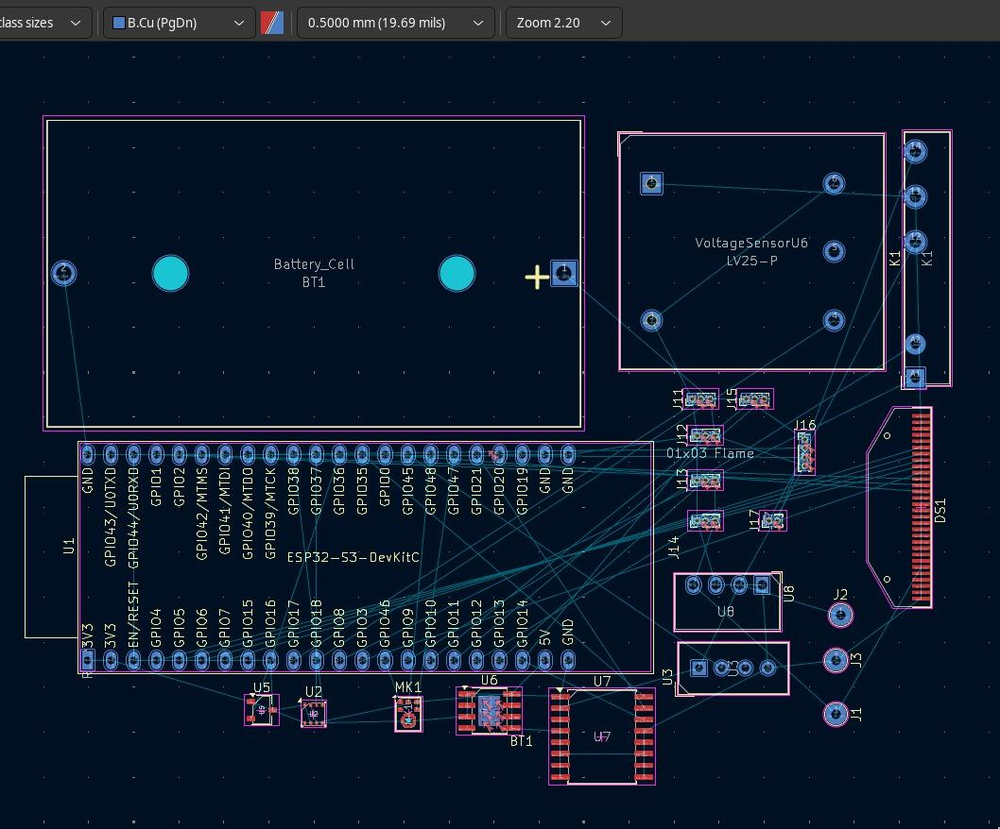 class sizes
B.Cu (PgDn)
0.5000 mm (19.69 mils)
Zoom 2.20
Battery_Cell
BT1
2
1
VoltageSensorU6
LV25-P
K1
K1
14
12
J11
J15
J12
J16
01x03 Flame
J13
J14
J17
DS1
U1
GND
GPIO43/U0TXD
GPIO44/U0RXD
GPIO1
GPIO2
GPIO42/MTMS
GPIO41/MTDI
GPIO40/MTDO
GPIO39/MTCK
GPIO38
GPIO37
GPIO36
GPIO35
GPIO0
GPIO45
GPIO48
GPIO47
GPIO21
GPIO20
GPIO19
GND
GND
ESP32-S3-DevKitC
3V3
3V3
EN/RESET
GPIO4
GPIO5
GPIO6
GPIO7
GPIO15
GPIO16
GPIO17
GPIO18
GPIO8
GPIO3
GPIO46
GPIO9
GPIO10
GPIO11
GPIO12
GPIO13
GPIO14
5V
GND
U8
U8
J2
U3
U3
J3
J1
U5
U2
MK1
U6
BT1
U7
U7